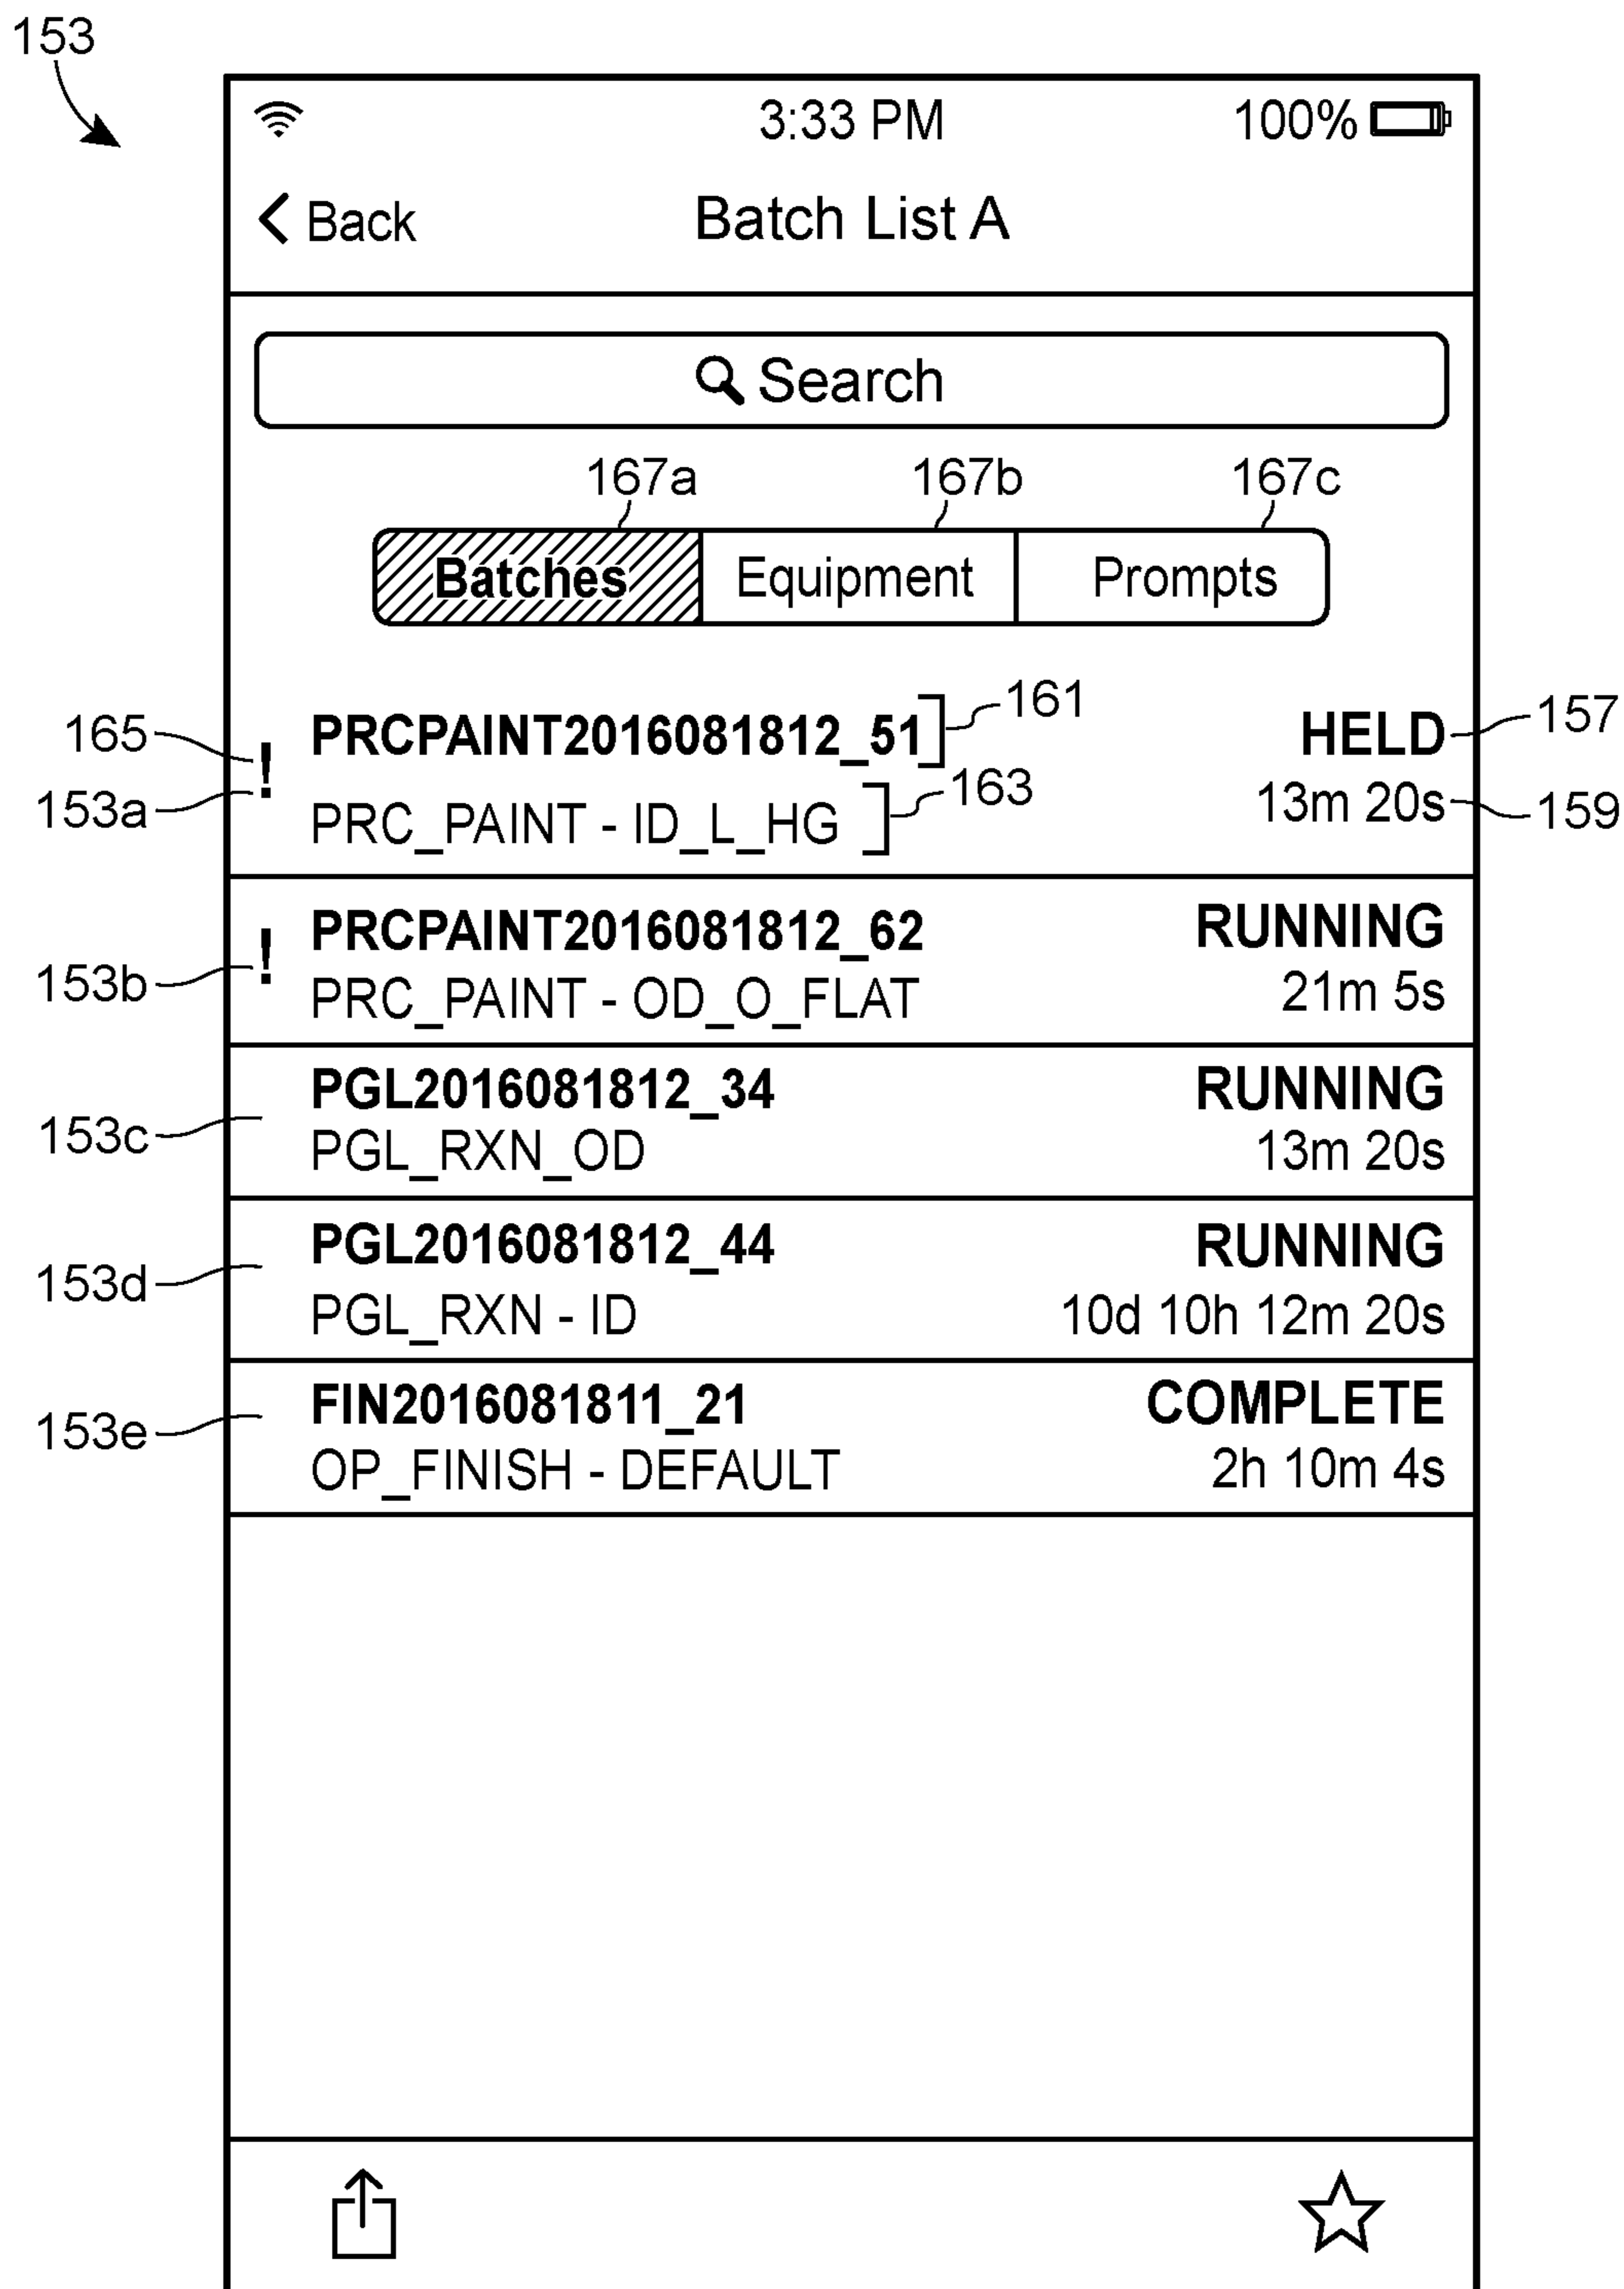 153
3:33 PM 100%
Back Batch List A
Search
167a 167b 167c
Batches Equipment Prompts
165 ! PRCPAINT2016081812_51 161 HELD 157
153a PRC_PAINT - ID_L_HG 163 13m 20s 159
! PRCPAINT2016081812_62 RUNNING
153b PRC_PAINT - OD_O_FLAT 21m 5s
PGL2016081812_34 RUNNING
153c PGL_RXN_OD 13m 20s
PGL2016081812_44 RUNNING
153d PGL_RXN - ID 10d 10h 12m 20s
FIN2016081811_21 COMPLETE
153e OP_FINISH - DEFAULT 2h 10m 4s